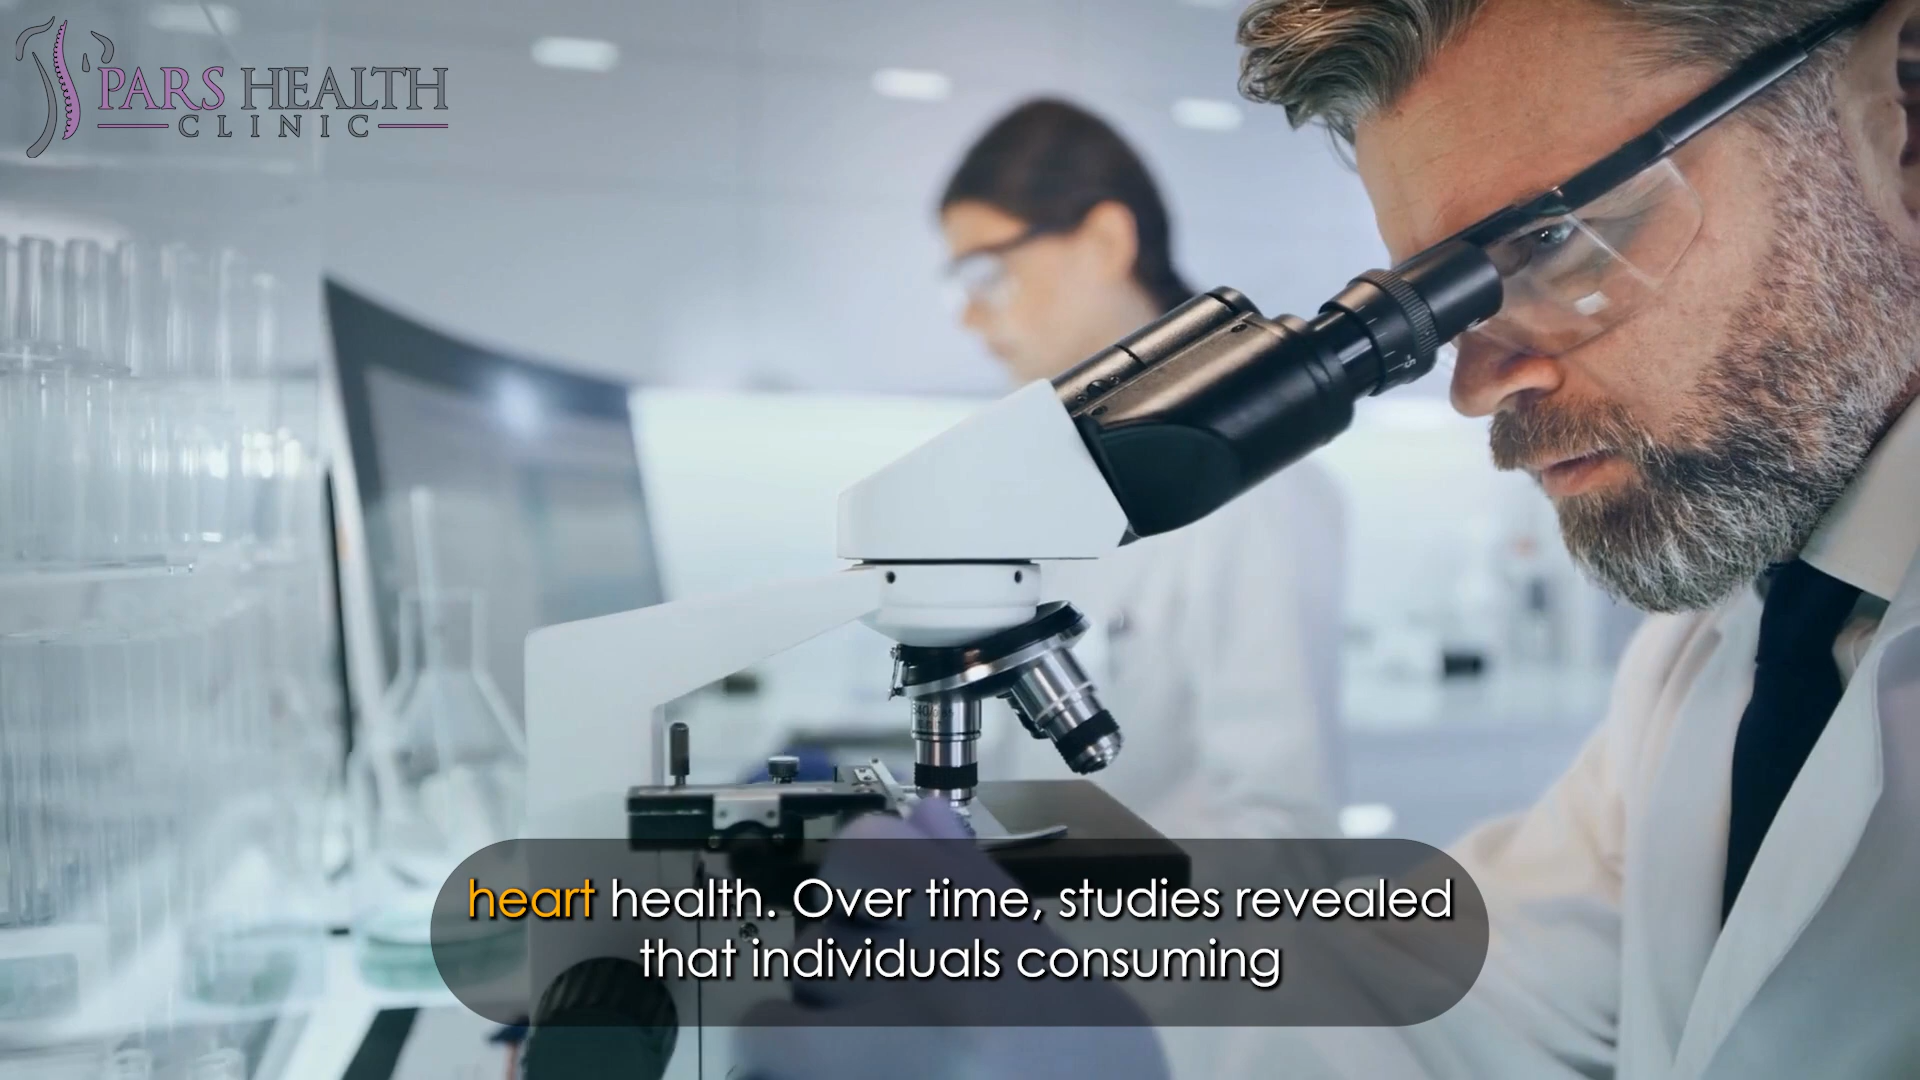 PARS HEALTH
CLINIC
heart health. Over time, studies revealed
that individuals consuming